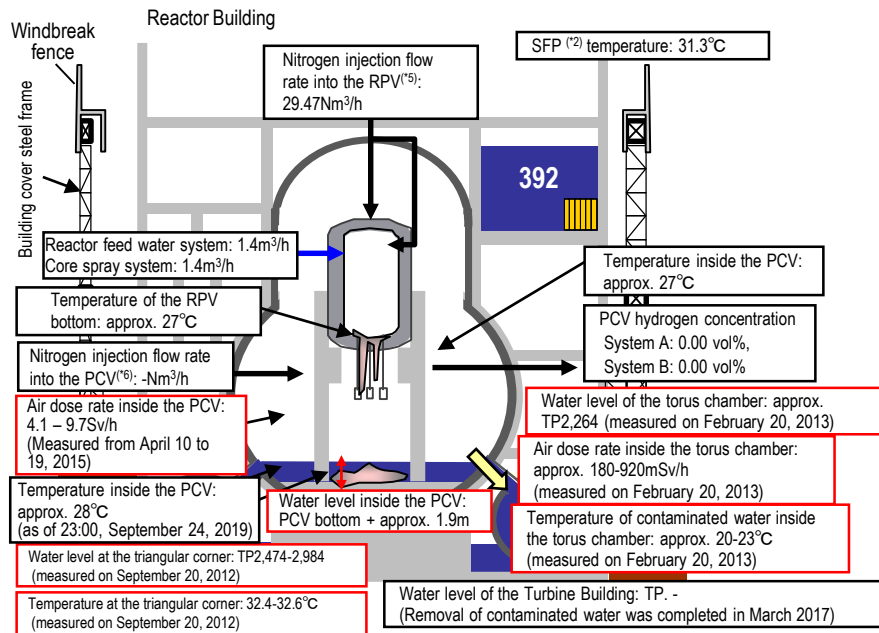 Reactor Building
Windbreak
fence
Building cover steel frame
Nitrogen injection flow
rate into the RPV(*5):
29.47Nm3/h
SFP (*2) temperature: 31.3℃
392
Reactor feed water system: 1.4m3/h
Core spray system: 1.4m3/h
Temperature of the RPV
bottom: approx. 27℃
Nitrogen injection flow rate
into the PCV(*6): -Nm3/h
Air dose rate inside the PCV:
4.1 – 9.7Sv/h
(Measured from April 10 to
19, 2015)
Temperature inside the PCV:
approx. 28℃
(as of 23:00, September 24, 2019)
Water level at the triangular corner: TP2,474-2,984
(measured on September 20, 2012)
Temperature at the triangular corner: 32.4-32.6℃
(measured on September 20, 2012)
Water level inside the PCV:
PCV bottom + approx. 1.9m
Temperature inside the PCV:
approx. 27℃
PCV hydrogen concentration
System A: 0.00 vol%,
System B: 0.00 vol%
Water level of the torus chamber: approx.
TP2,264 (measured on February 20, 2013)
Air dose rate inside the torus chamber:
approx. 180-920mSv/h
(measured on February 20, 2013)
Temperature of contaminated water inside
the torus chamber: approx. 20-23℃
(measured on February 20, 2013)
Water level of the Turbine Building: TP. -
(Removal of contaminated water was completed in March 2017)